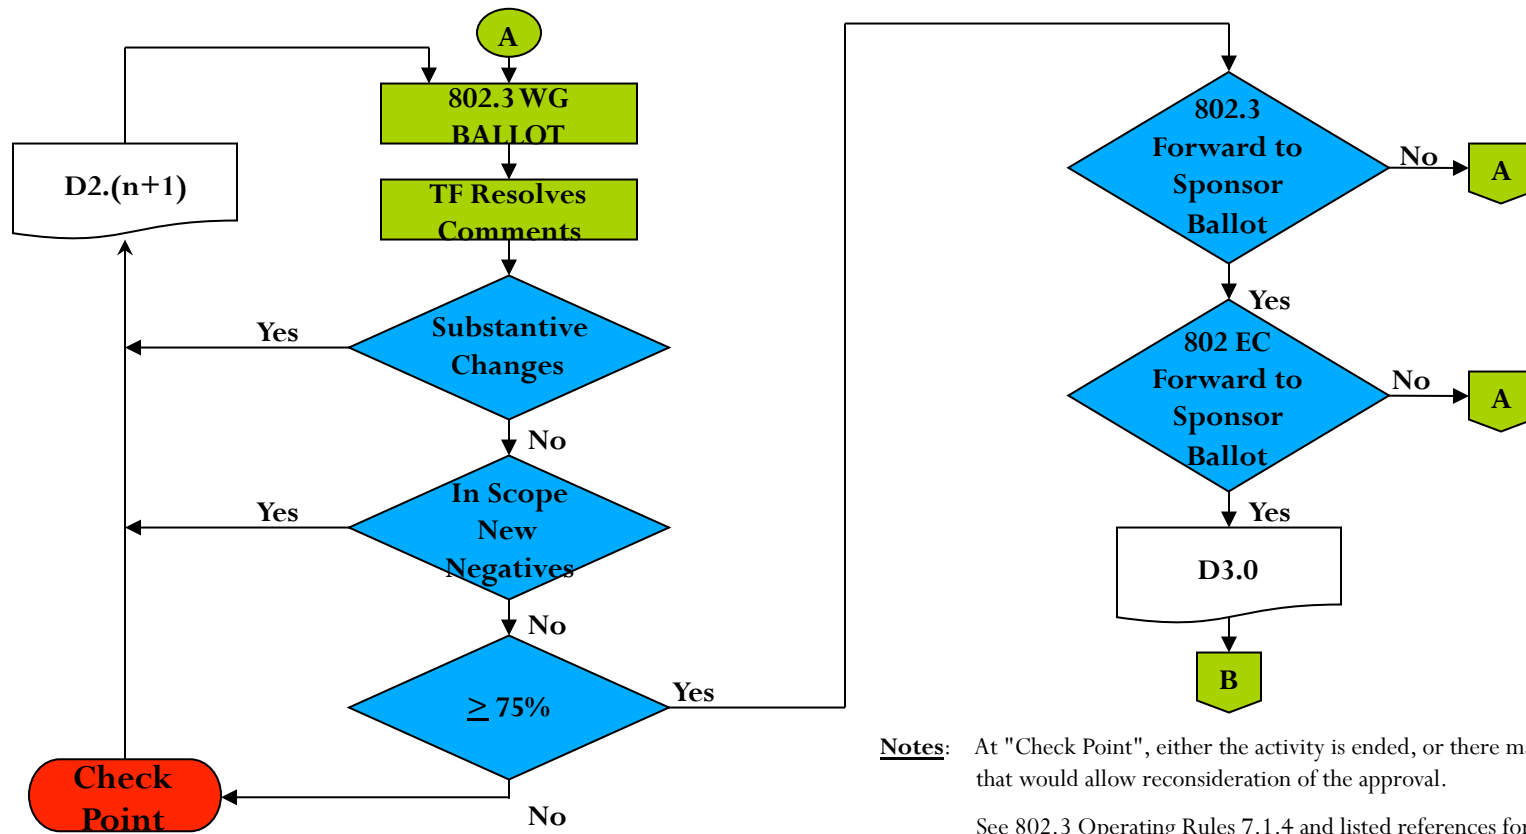 A
802.3 WG
BALLOT
D2.(n+1)
TF Resolves
Comments
Substantive
Changes
Yes
No
In Scope
New
Negatives
Yes
No
≥ 75%
Yes
No
Check
Point
802.3
Forward to
Sponsor
Ballot
No
A
Yes
802 EC
Forward to
Sponsor
Ballot
No
A
Yes
D3.0
B
Notes: At "Check Point", either the activity is ended, or there
that would allow reconsideration of the approval.
See 802.3 Operating Rules 7.1.4 and listed references for